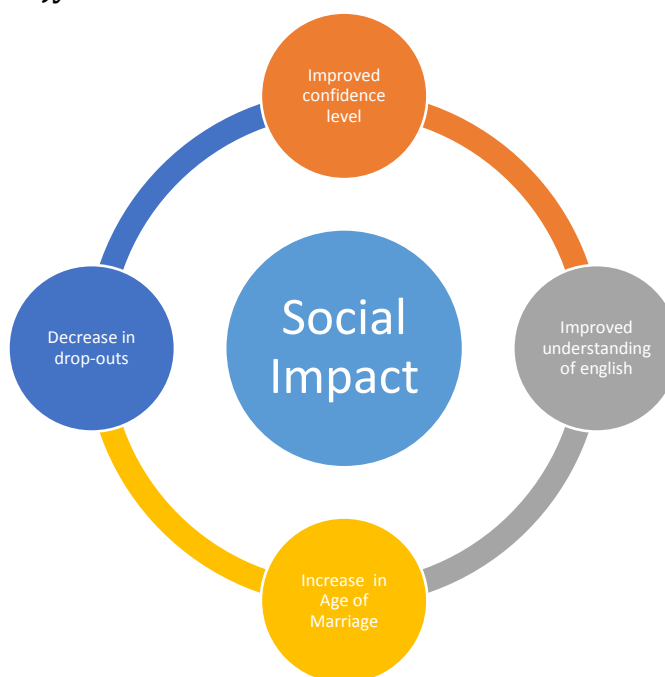 Improved
confidence
level
Social
Impact
Decrease in
drop-outs
Improved
understanding
of english
Increase in
Age of
Marriage